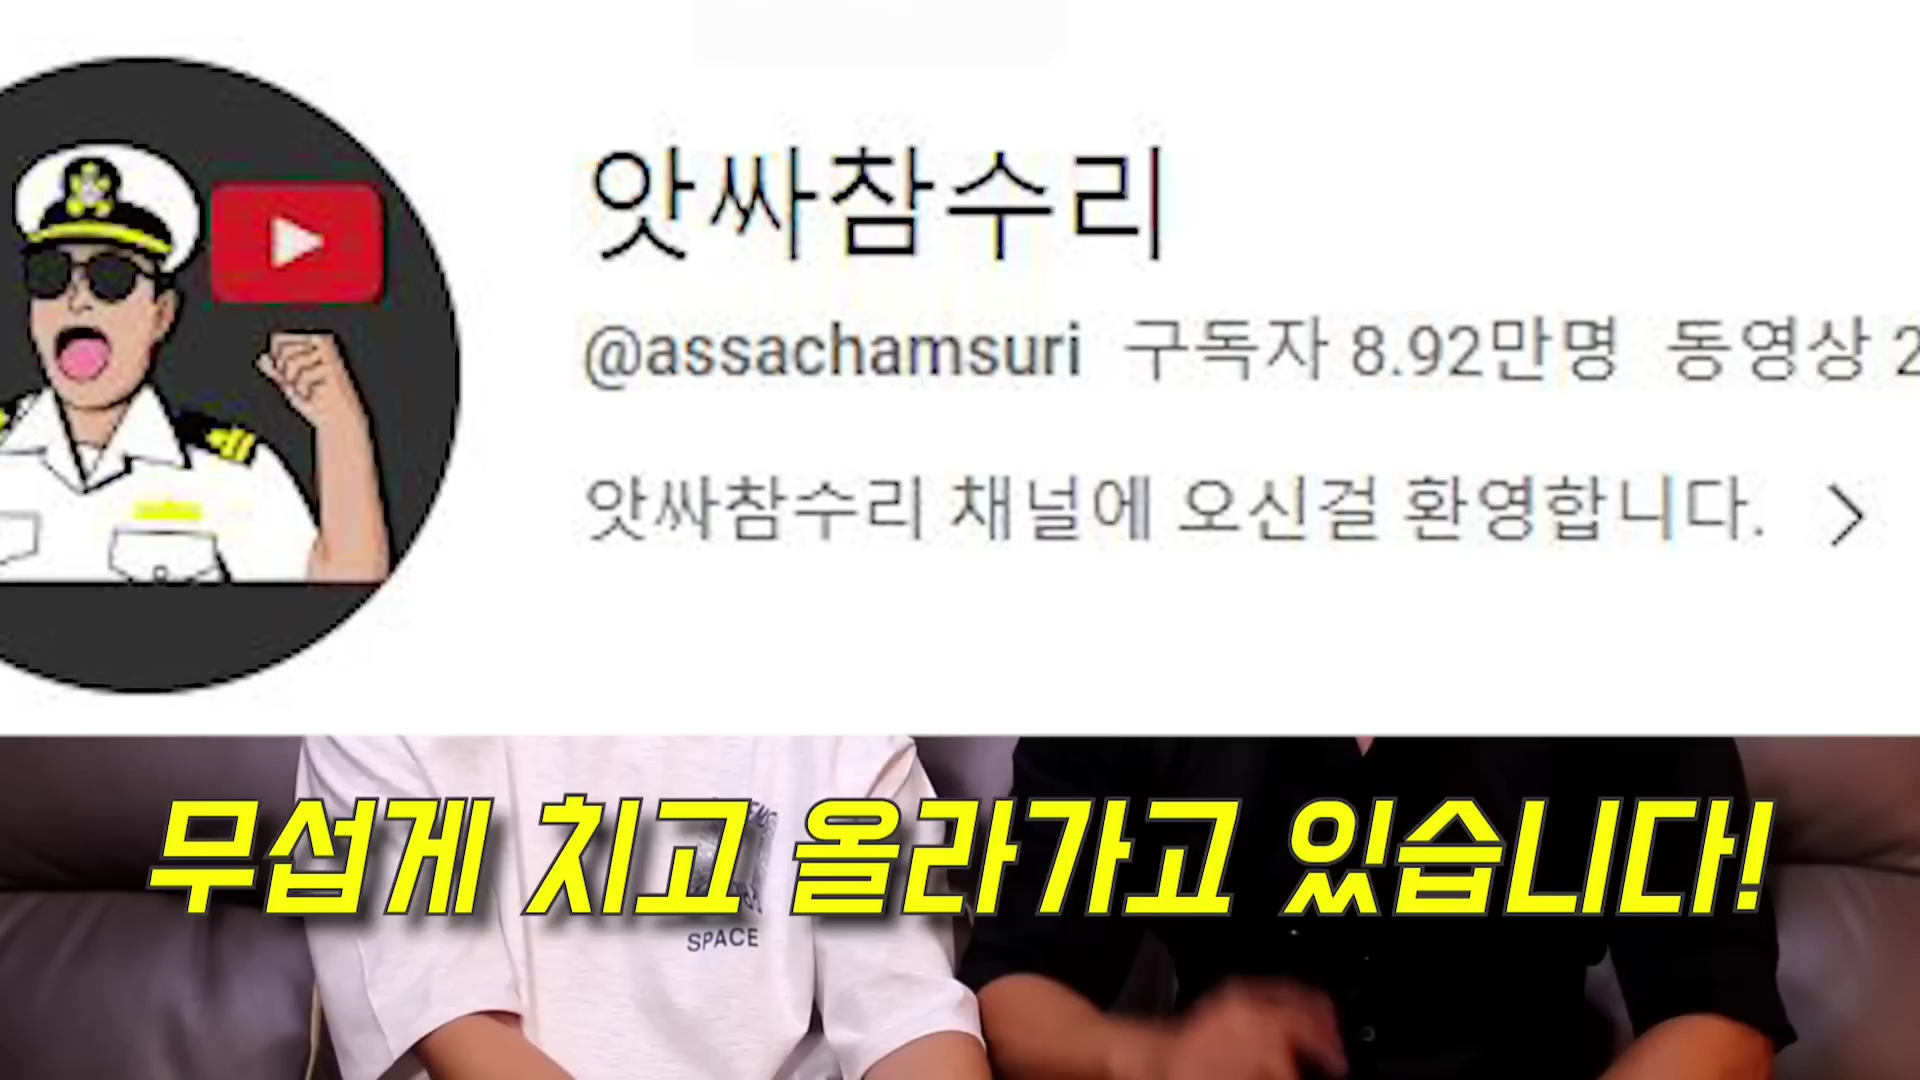 앗싸참수리
@assachamsuri 구독자 8.92만명 동영상 2
앗싸참수리 채널에 오신걸 환영합니다.
무섭게 치고 올라가고 있습니다!
SPACE